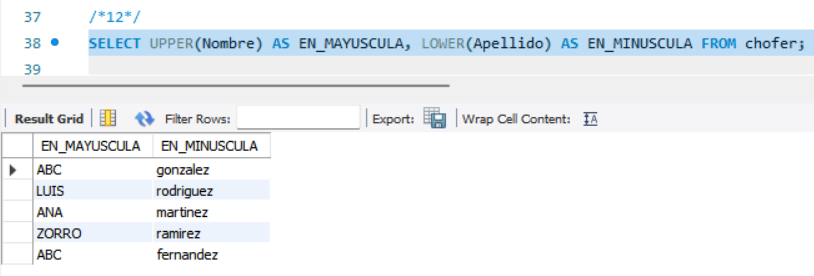 37 /*12*/
38 SELECT UPPER(Nombre) AS EN_MAYUSCULA, LOWER(Apellido) AS EN_MINUSCULA FROM chofer;
39
Result Grid Filter Rows: Export: Wrap Cell Content: IA
EN_MAYUSCULA EN_MINUSCULA
ABC gonzalez
LUIS rodriguez
ANA martinez
ZORRO ramirez
ABC fernandez